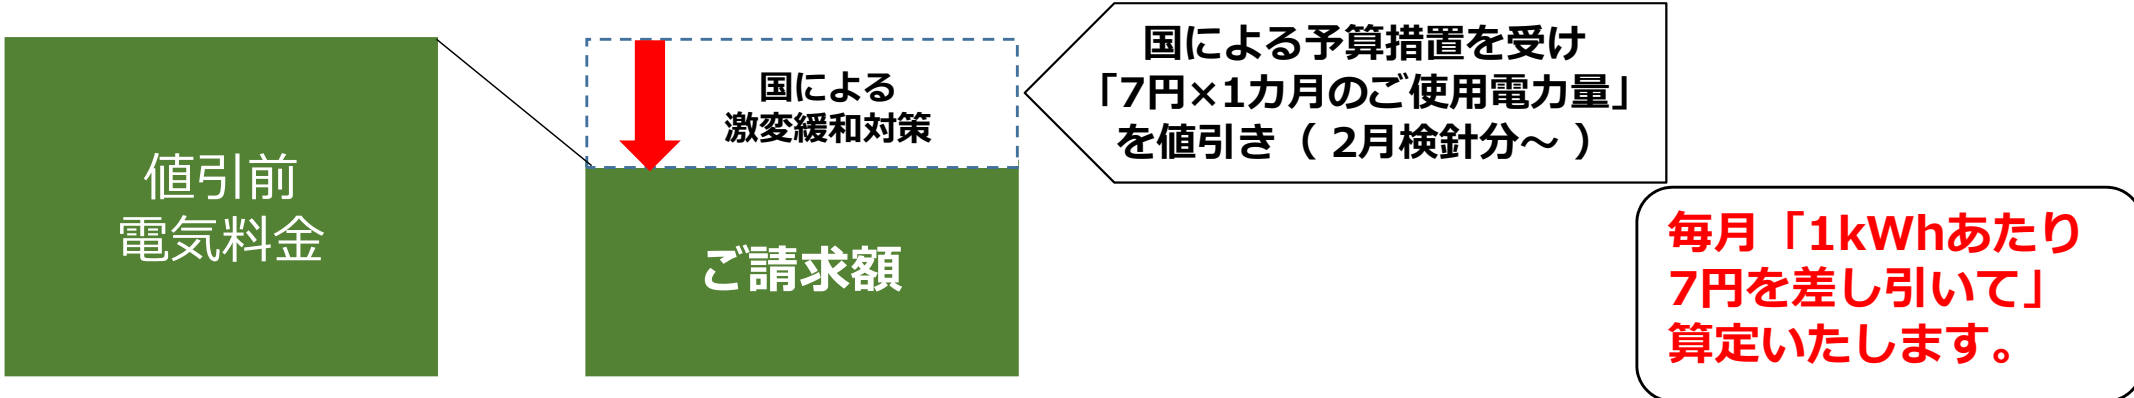 値引前
電気料金
国による
激変緩和対策
ご請求額
国による予算措置を受け
「7円×1カ月のご使用電力量」
を値引き（ 2月検針分～ ）
毎月「1kWhあたり
7円を差し引いて」
算定いたします。